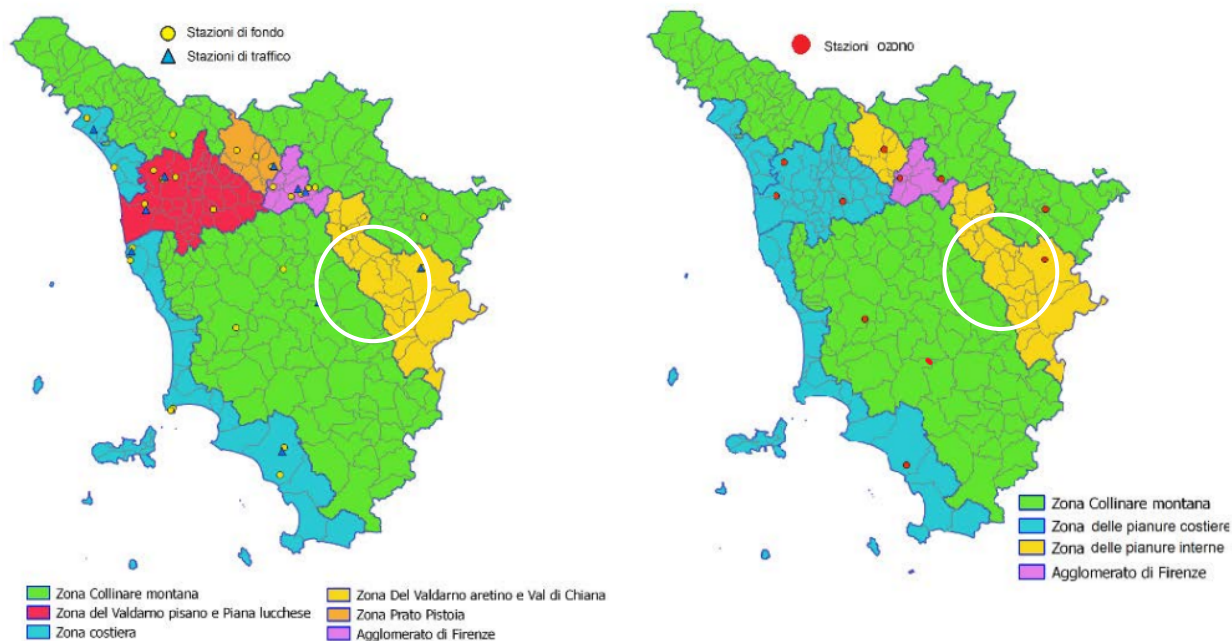 Stazioni di fondo
Stazioni di traffico
Zona Collinare montana
Zona del Valdarno pisano e Piana lucchese
Zona costiera
Zona Del Valdarno aretino e Val di Chiana
Zona Prato Pistoia
Agglomerato di Firenze
Stazioni ozono
Zona Collinare montana
Zona delle pianure costiere
Zona delle pianure interne
Agglomerato di Firenze